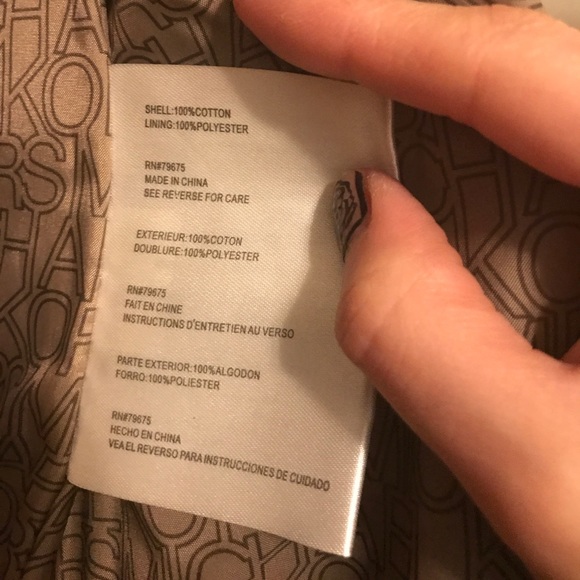 SHELL:100%COTTON
LINING:100%POLYESTER
RN#79675
MADE IN CHINA
SEE REVERSE FOR CARE
EXTERIEUR:100%COTON
DOUBLURE:100%POLYESTER
RN#79675
FAIT EN CHINE
INSTRUCTIONS D'ENTRETIEN AU VERSO
PARTE EXTERIOR:100%ALGODON
FORRO:100%POLIESTER
RN#79675
HECHO EN CHINA
VEA EL REVERSO PARA INSTRUCCIONES DE CUIDADO